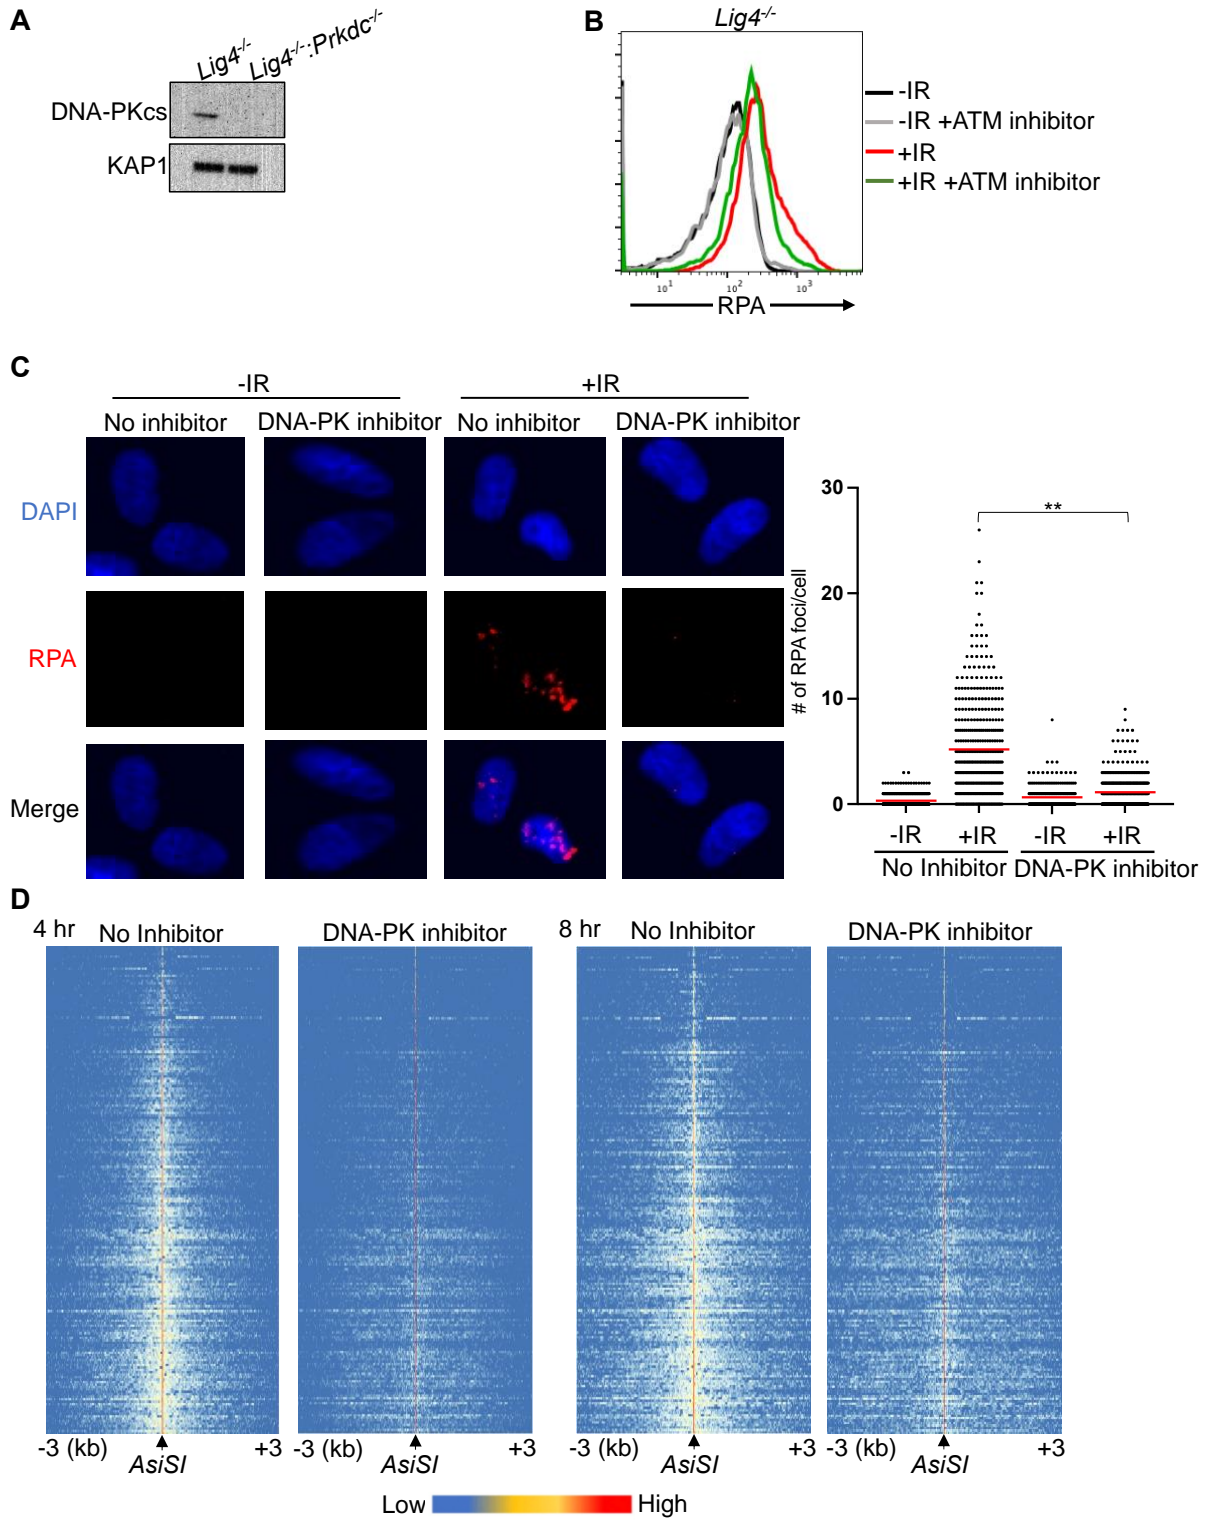 A
Lig4-/-
Lig4-/-:Prkdc-/-
DNA-PKcs
KAP1
B
Lig4-/-
-IR
-IR +ATM inhibitor
+IR
+IR +ATM inhibitor
10¹ 10² 10³
RPA
C
-IR +IR
No inhibitor DNA-PK inhibitor No inhibitor DNA-PK inhibitor
DAPI
RPA
Merge
# of RPA foci/cell
30
20
10
0
**
-IR +IR -IR +IR
No Inhibitor DNA-PK inhibitor
D
4 hr No Inhibitor DNA-PK inhibitor 8 hr No Inhibitor DNA-PK inhibitor
-3 (kb) +3 -3 (kb) +3 -3 (kb) +3 -3 (kb) +3
AsiSI AsiSI AsiSI AsiSI
Low High